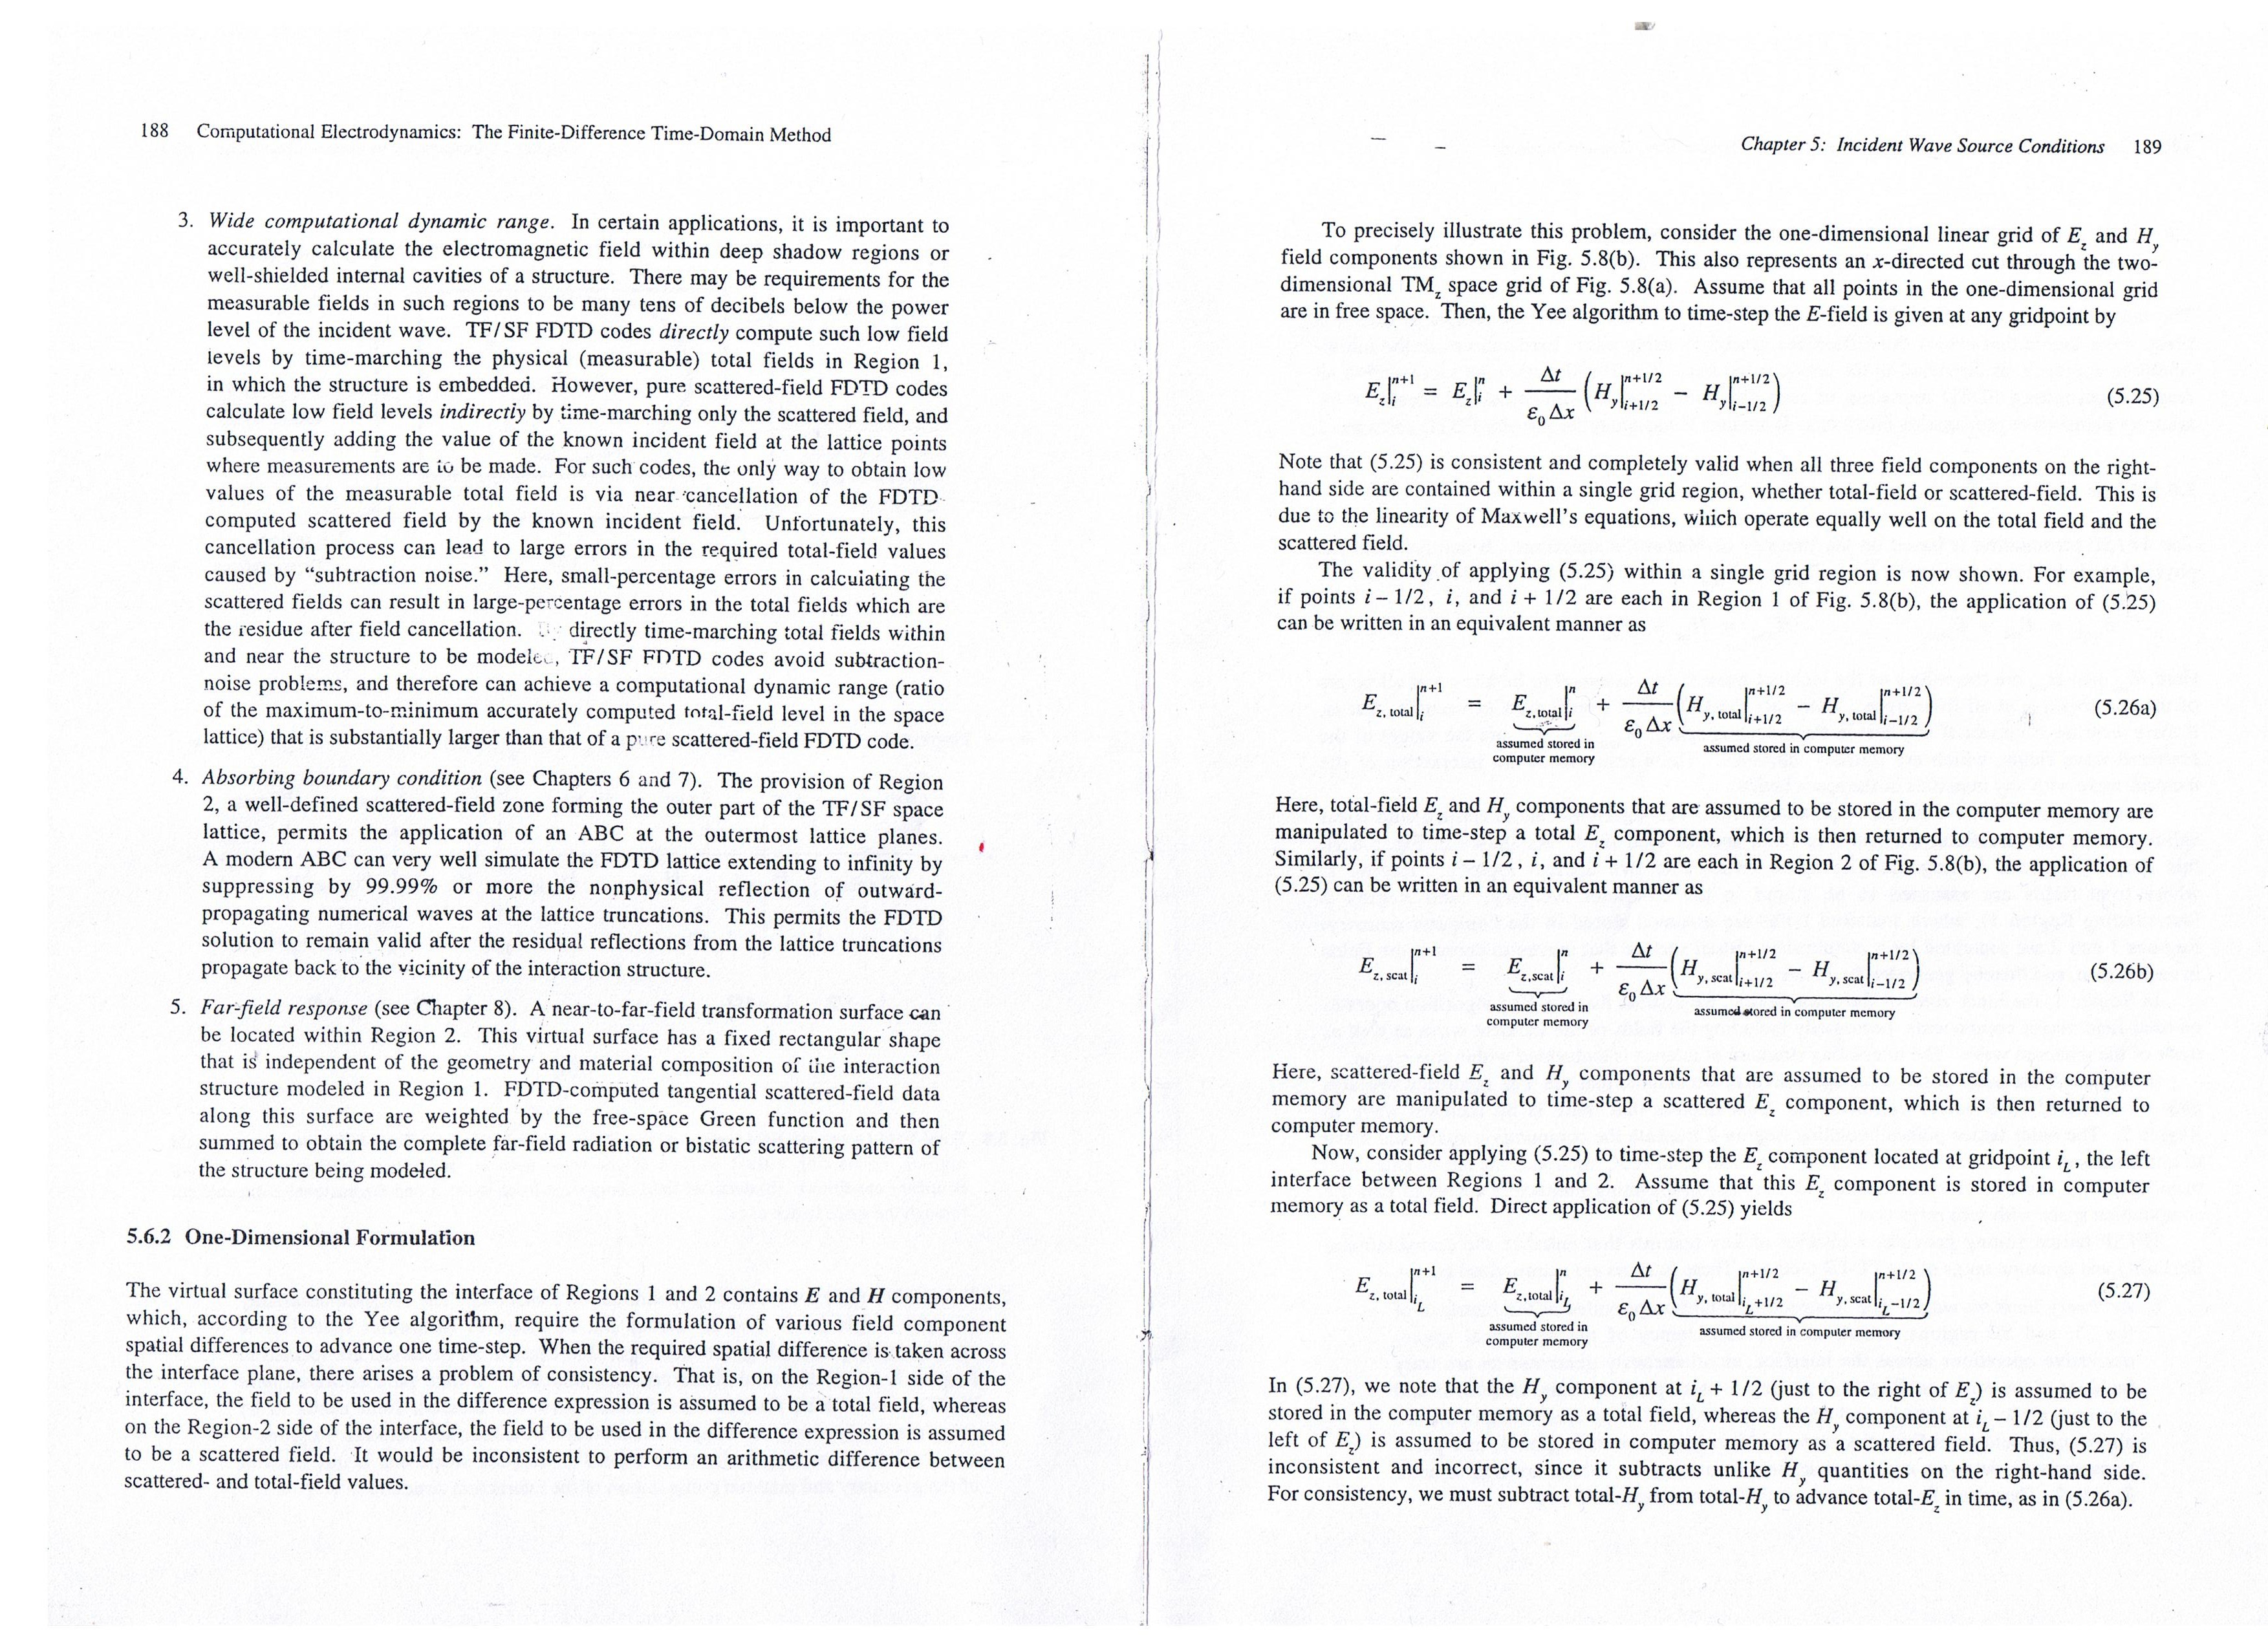 188 Computational Electrodynamics: The Finite-Difference Time-Domain Method
3. Wide computational dynamic range. In certain applications, it is important to
accurately calculate the electromagnetic field within deep shadow regions or
well-shielded internal cavities of a structure. There may be requirements for the
measurable fields in such regions to be many tens of decibels below the power
level of the incident wave. TF/SF FDTD codes directly compute such low field
levels by time-marching the physical (measurable) total fields in Region 1,
in which the structure is embedded. However, pure scattered-field FDTD codes
calculate low field levels indirectly by time-marching only the scattered field, and
subsequently adding the value of the known incident field at the lattice points
where measurements are to be made. For such codes, the only way to obtain low
values of the measurable total field is via near cancellation of the FDTD-
computed scattered field by the known incident field. Unfortunately, this
cancellation process can lead to large errors in the required total-field values
caused by “subtraction noise.” Here, small-percentage errors in calculating the
scattered fields can result in large-percentage errors in the total fields which are
the residue after field cancellation. directly time-marching total fields within
and near the structure to be modeled, TF/SF FDTD codes avoid subtraction-
noise problems, and therefore can achieve a computational dynamic range (ratio
of the maximum-to-minimum accurately computed total-field level in the space
lattice) that is substantially larger than that of a pure scattered-field FDTD code.
4. Absorbing boundary condition (see Chapters 6 and 7). The provision of Region
2, a well-defined scattered-field zone forming the outer part of the TF/SF space
lattice, permits the application of an ABC at the outermost lattice planes.
A modern ABC can very well simulate the FDTD lattice extending to infinity by
suppressing by 99.99% or more the nonphysical reflection of outward-
propagating numerical waves at the lattice truncations. This permits the FDTD
solution to remain valid after the residual reflections from the lattice truncations
propagate back to the vicinity of the interaction structure.
5. Far-field response (see Chapter 8). A near-to-far-field transformation surface can
be located within Region 2. This virtual surface has a fixed rectangular shape
that is independent of the geometry and material composition of the interaction
structure modeled in Region 1. FDTD-computed tangential scattered-field data
along this surface are weighted by the free-space Green function and then
summed to obtain the complete far-field radiation or bistatic scattering pattern of
the structure being modeled.
5.6.2 One-Dimensional Formulation
The virtual surface constituting the interface of Regions 1 and 2 contains E and H components,
which, according to the Yee algorithm, require the formulation of various field component
spatial differences to advance one time-step. When the required spatial difference is taken across
the interface plane, there arises a problem of consistency. That is, on the Region-1 side of the
interface, the field to be used in the difference expression is assumed to be a total field, whereas
on the Region-2 side of the interface, the field to be used in the difference expression is assumed
to be a scattered field. It would be inconsistent to perform an arithmetic difference between
scattered- and total-field values.
Chapter 5: Incident Wave Source Conditions 189
To precisely illustrate this problem, consider the one-dimensional linear grid of E_z and H_y
field components shown in Fig. 5.8(b). This also represents an x-directed cut through the two-
dimensional TM_z space grid of Fig. 5.8(a). Assume that all points in the one-dimensional grid
are in free space. Then, the Yee algorithm to time-step the E-field is given at any gridpoint by
E_z|_i^{n+1} = E_z|_i^n + Δt/(ε_0 Δx) (H_y|_{i+1/2}^{n+1/2} − H_y|_{i−1/2}^{n+1/2}) (5.25)
Note that (5.25) is consistent and completely valid when all three field components on the right-
hand side are contained within a single grid region, whether total-field or scattered-field. This is
due to the linearity of Maxwell’s equations, which operate equally well on the total field and the
scattered field.
The validity of applying (5.25) within a single grid region is now shown. For example,
if points i – 1/2, i, and i + 1/2 are each in Region 1 of Fig. 5.8(b), the application of (5.25)
can be written in an equivalent manner as
E_{z, total}|_i^{n+1} = E_{z,total}|_i^n + Δt/(ε_0 Δx) (H_{y, total}|_{i+1/2}^{n+1/2} − H_{y, total}|_{i−1/2}^{n+1/2}) (5.26a)
assumed stored in assumed stored in computer memory
computer memory
Here, total-field E_z and H_y components that are assumed to be stored in the computer memory are
manipulated to time-step a total E_z component, which is then returned to computer memory.
Similarly, if points i – 1/2, i, and i + 1/2 are each in Region 2 of Fig. 5.8(b), the application of
(5.25) can be written in an equivalent manner as
E_{z, scat}|_i^{n+1} = E_{z,scat}|_i^n + Δt/(ε_0 Δx) (H_{y, scat}|_{i+1/2}^{n+1/2} − H_{y, scat}|_{i−1/2}^{n+1/2}) (5.26b)
assumed stored in assumed stored in computer memory
computer memory
Here, scattered-field E_z and H_y components that are assumed to be stored in the computer
memory are manipulated to time-step a scattered E_z component, which is then returned to
computer memory.
Now, consider applying (5.25) to time-step the E_z component located at gridpoint i_L, the left
interface between Regions 1 and 2. Assume that this E_z component is stored in computer
memory as a total field. Direct application of (5.25) yields
E_{z, total}|_{i_L}^{n+1} = E_{z,total}|_{i_L}^n + Δt/(ε_0 Δx) (H_{y, total}|_{i_L+1/2}^{n+1/2} − H_{y, scat}|_{i_L−1/2}^{n+1/2}) (5.27)
assumed stored in assumed stored in computer memory
computer memory
In (5.27), we note that the H_y component at i_L + 1/2 (just to the right of E_z) is assumed to be
stored in the computer memory as a total field, whereas the H_y component at i_L – 1/2 (just to the
left of E_z) is assumed to be stored in computer memory as a scattered field. Thus, (5.27) is
inconsistent and incorrect, since it subtracts unlike H_y quantities on the right-hand side.
For consistency, we must subtract total-H_y from total-H_y to advance total-E_z in time, as in (5.26a).